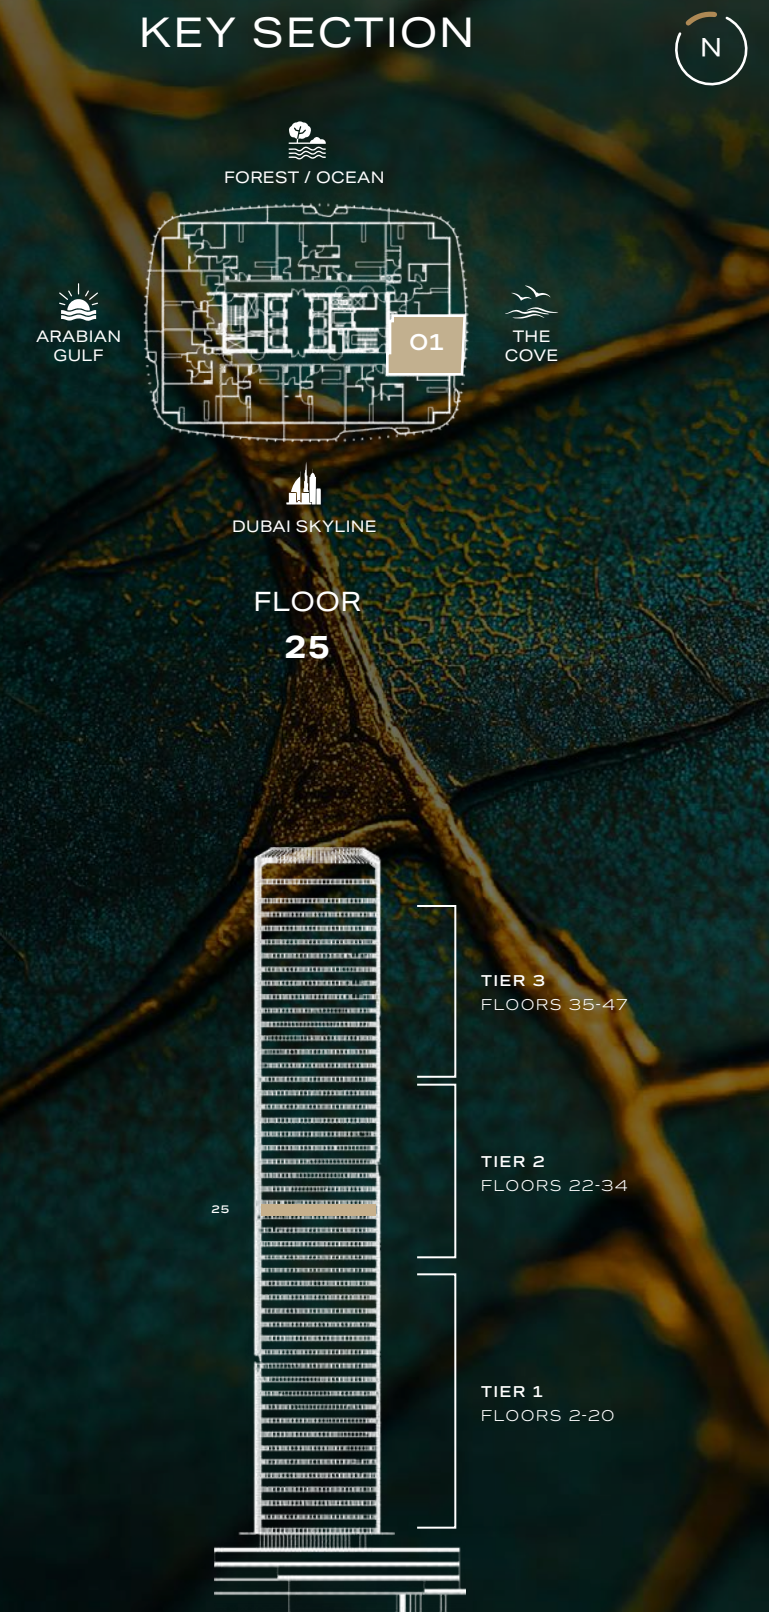 KEY SECTION
N
FOREST / OCEAN
ARABIAN
GULF
01
THE
COVE
DUBAI SKYLINE
FLOOR
25
TIER 3
FLOORS 35-47
TIER 2
FLOORS 22-34
25
TIER 1
FLOORS 2-20